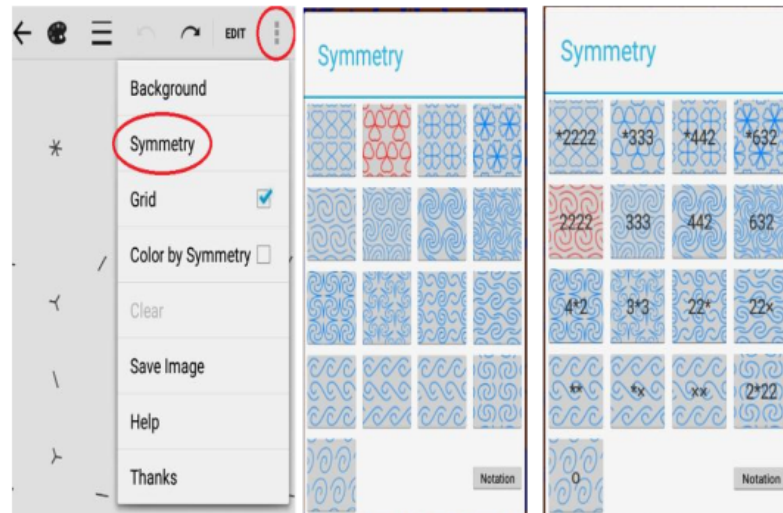 EDIT
Background
Symmetry
Grid
Color by Symmetry
Clear
Save Image
Help
Thanks
Symmetry
Notation
Symmetry
*2222 *333 *442 *632
2222 333 442 632
4*2 3*3 22* 22×
** *× ×× 2*22
O
Notation